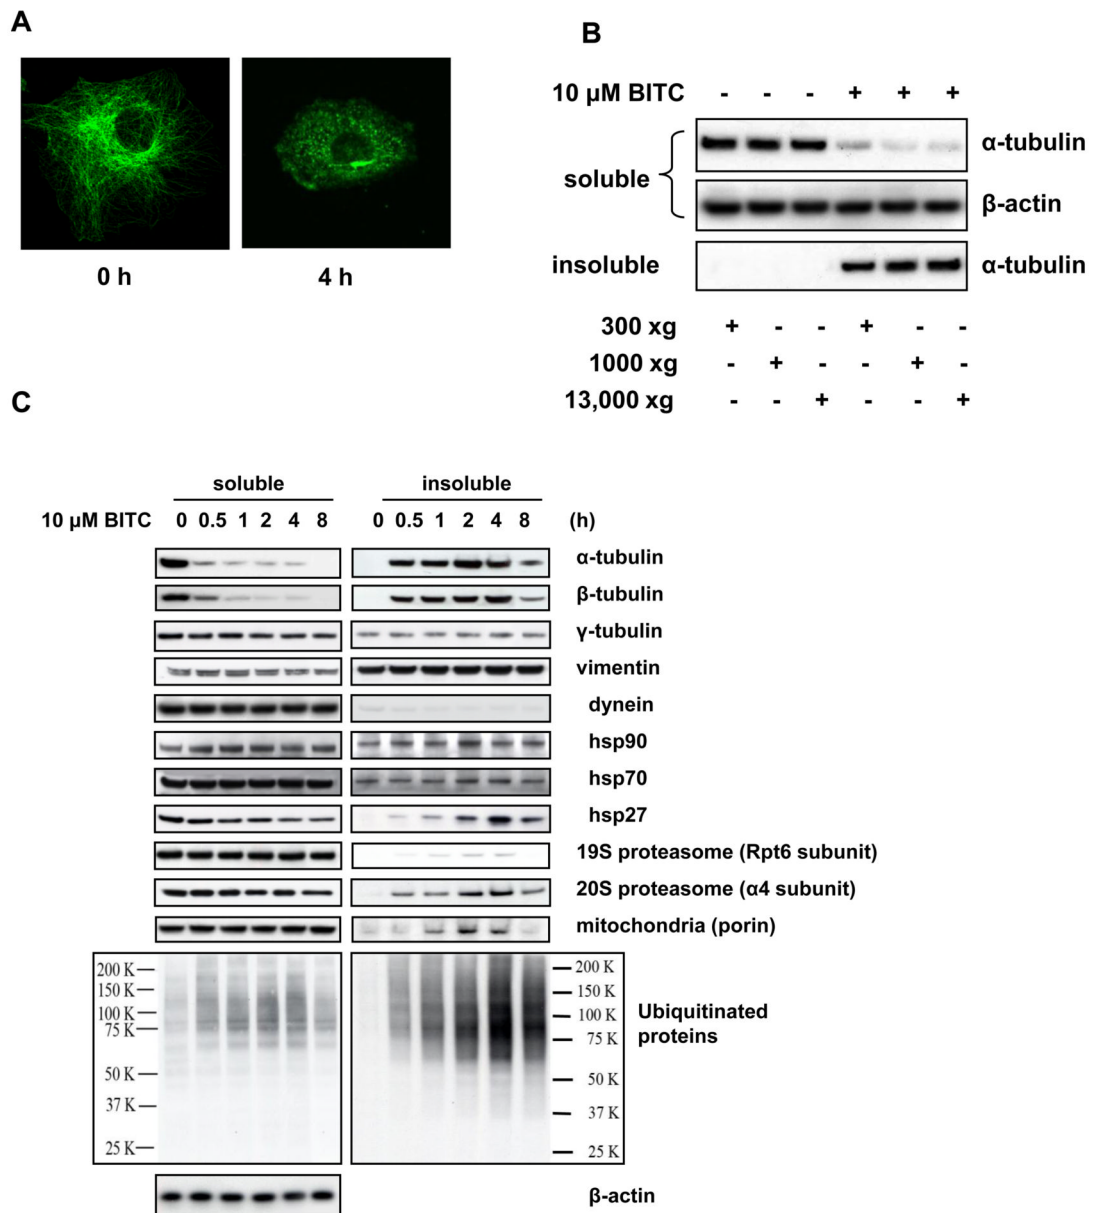 A
0 h 4 h
B
10 µM BITC - - - + + +
soluble α-tubulin
β-actin
insoluble α-tubulin
300 xg + - - + - -
1000 xg - + - - + -
13,000 xg - - + - - +
C
soluble insoluble
10 µM BITC 0 0.5 1 2 4 8 0 0.5 1 2 4 8 (h)
α-tubulin
β-tubulin
γ-tubulin
vimentin
dynein
hsp90
hsp70
hsp27
19S proteasome (Rpt6 subunit)
20S proteasome (α4 subunit)
mitochondria (porin)
200 K 200 K
150 K 150 K
100 K 100 K
75 K 75 K
50 K 50 K
37 K 37 K
25 K 25 K
Ubiquitinated
proteins
β-actin